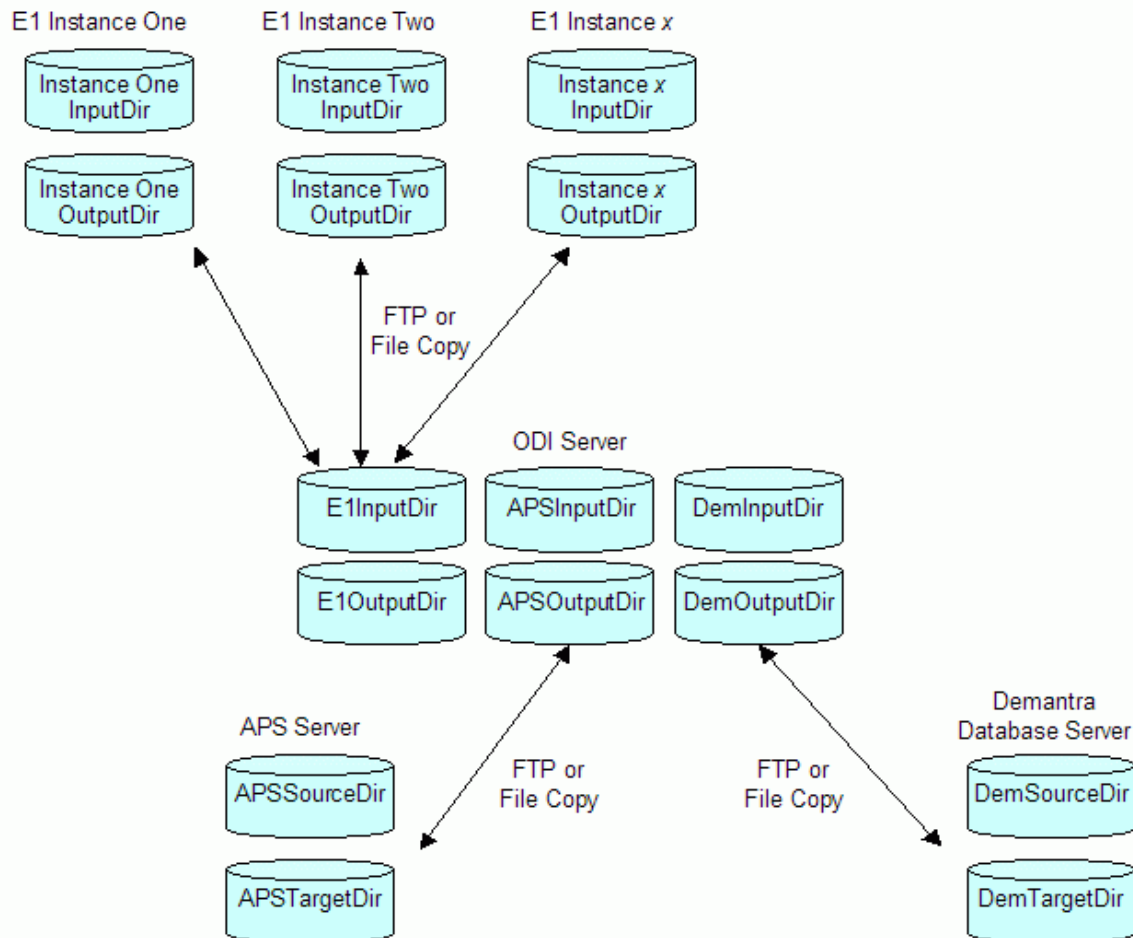 E1 Instance One
E1 Instance Two
E1 Instance x
Instance One
InputDir
Instance Two
InputDir
Instance x
InputDir
Instance One
OutputDir
Instance Two
OutputDir
Instance x
OutputDir
FTP or
File Copy
ODI Server
E1InputDir
APSInputDir
DemInputDir
E1OutputDir
APSOutputDir
DemOutputDir
APS Server
Demantra
Database Server
FTP or
File Copy
FTP or
File Copy
APSSourceDir
DemSourceDir
APSTargetDir
DemTargetDir